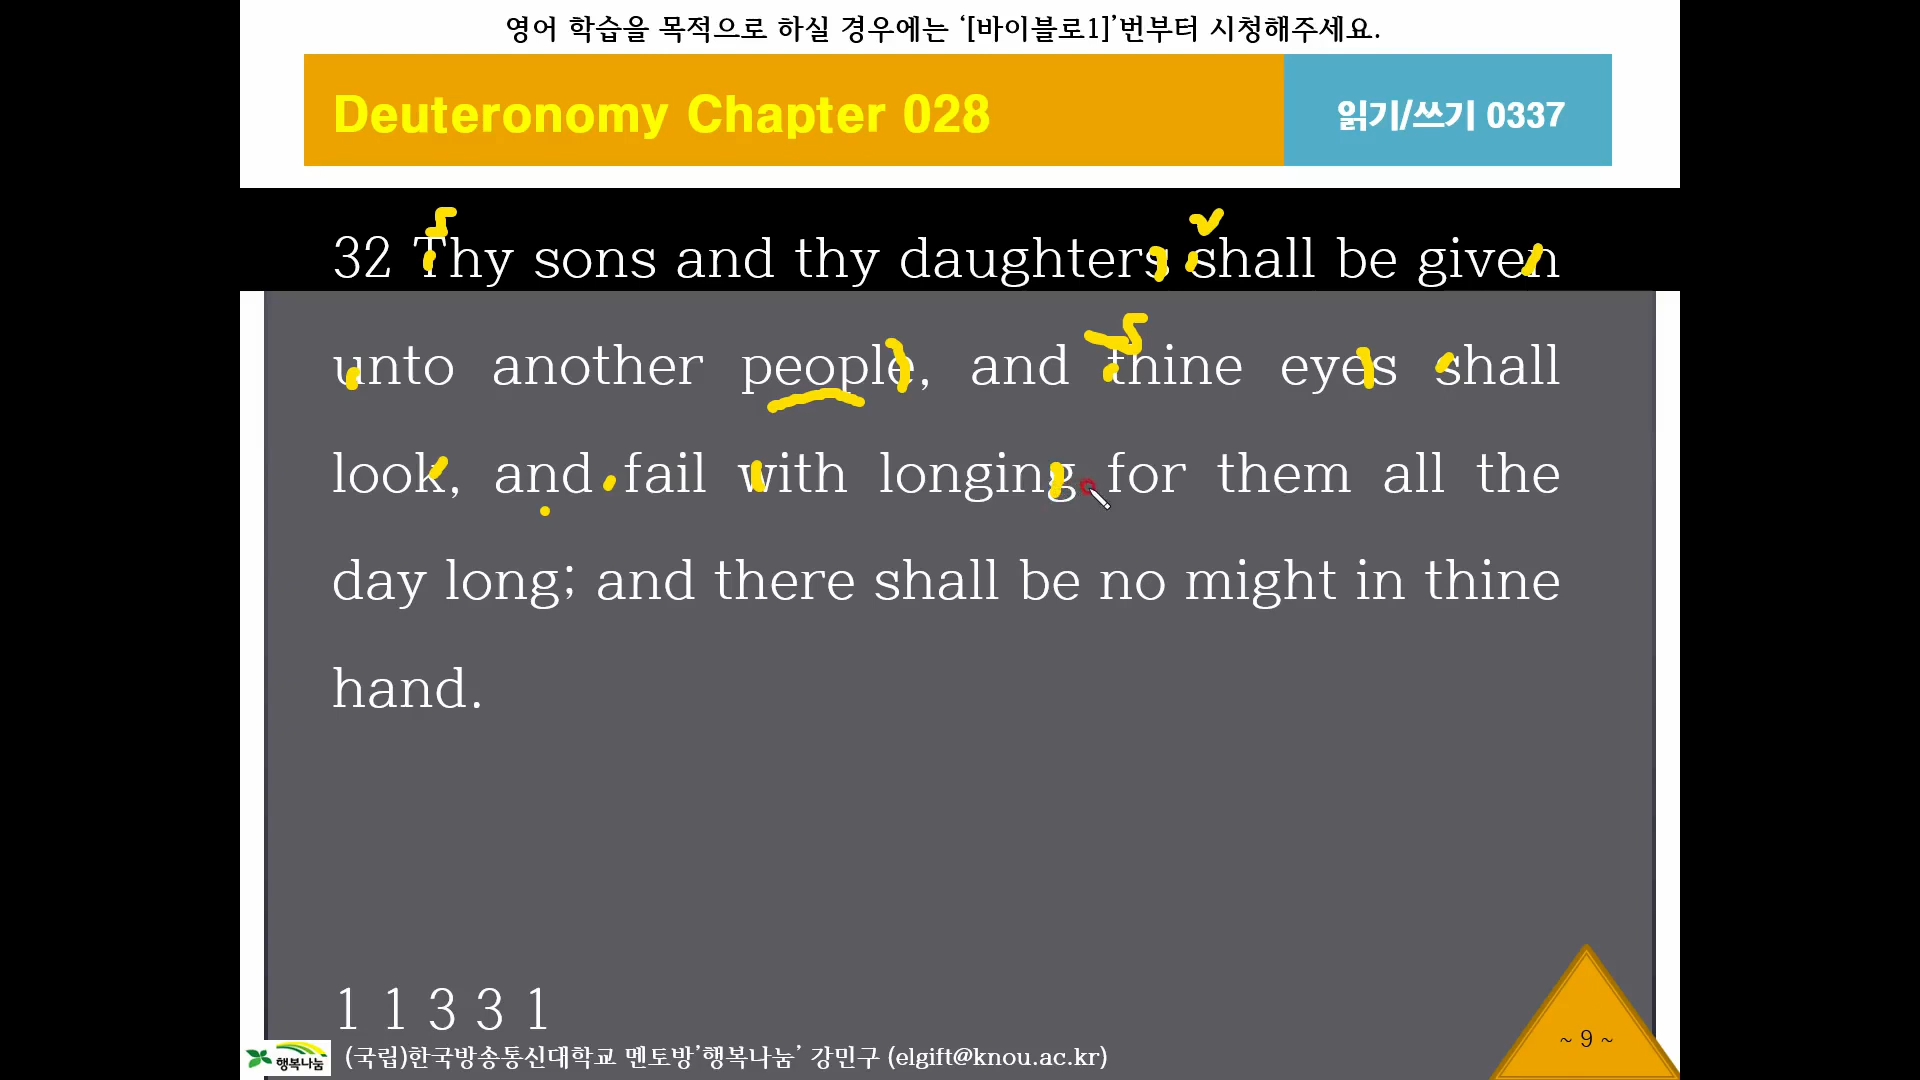 영어 학습을 목적으로 하실 경우에는 ‘[바이블로1]’번부터 시청해주세요.
Deuteronomy Chapter 028
읽기/쓰기 0337
32 Thy sons and thy daughters shall be given
unto another people, and thine eyes shall
look, and fail with longing for them all the
day long; and there shall be no might in thine
hand.
1 1 3 3 1
~ 9 ~
행복나눔
(국립)한국방송통신대학교 멘토방’행복나눔’ 강민구 (elgift@knou.ac.kr)